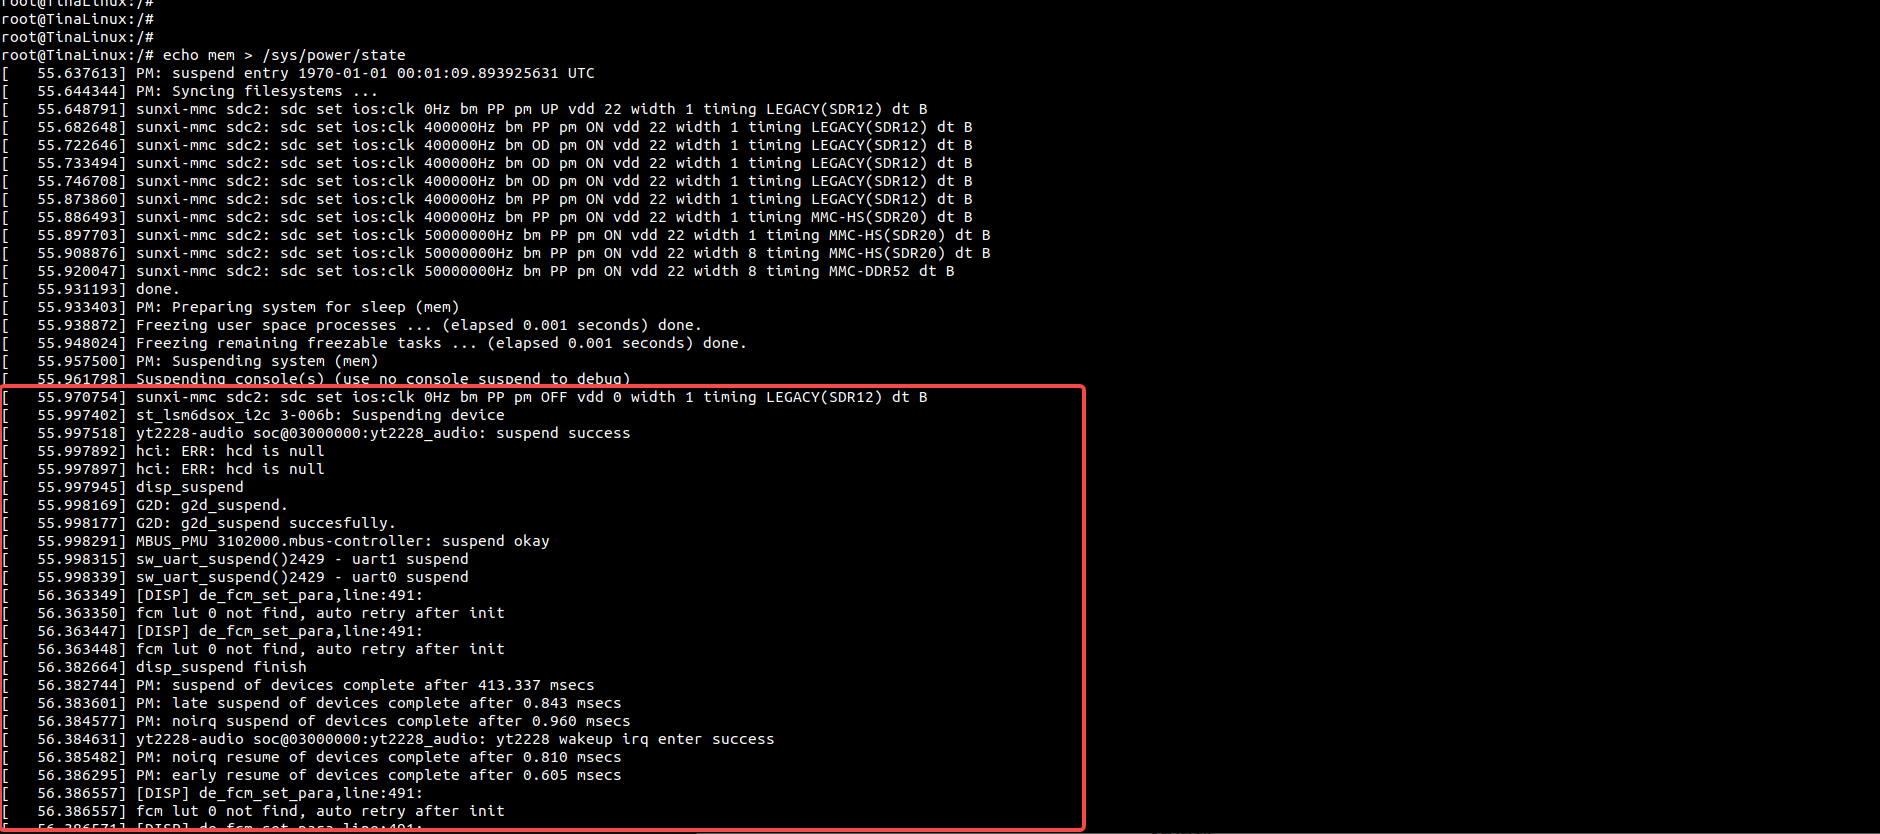 root@TinaLinux:/#
root@TinaLinux:/#
root@TinaLinux:/#
root@TinaLinux:/# echo mem > /sys/power/state
[   55.637613] PM: suspend entry 1970-01-01 00:01:09.893925631 UTC
[   55.644344] PM: Syncing filesystems ...
[   55.648791] sunxi-mmc sdc2: sdc set ios:clk 0Hz bm PP pm UP vdd 22 width 1 timing LEGACY(SDR12) dt B
[   55.682648] sunxi-mmc sdc2: sdc set ios:clk 400000Hz bm PP pm ON vdd 22 width 1 timing LEGACY(SDR12) dt B
[   55.722646] sunxi-mmc sdc2: sdc set ios:clk 400000Hz bm OD pm ON vdd 22 width 1 timing LEGACY(SDR12) dt B
[   55.733494] sunxi-mmc sdc2: sdc set ios:clk 400000Hz bm PP pm ON vdd 22 width 1 timing LEGACY(SDR12) dt B
[   55.746708] sunxi-mmc sdc2: sdc set ios:clk 400000Hz bm OD pm ON vdd 22 width 1 timing LEGACY(SDR12) dt B
[   55.873860] sunxi-mmc sdc2: sdc set ios:clk 400000Hz bm PP pm ON vdd 22 width 1 timing LEGACY(SDR12) dt B
[   55.886493] sunxi-mmc sdc2: sdc set ios:clk 400000Hz bm PP pm ON vdd 22 width 1 timing MMC-HS(SDR20) dt B
[   55.897703] sunxi-mmc sdc2: sdc set ios:clk 50000000Hz bm PP pm ON vdd 22 width 1 timing MMC-HS(SDR20) dt B
[   55.908876] sunxi-mmc sdc2: sdc set ios:clk 50000000Hz bm PP pm ON vdd 22 width 8 timing MMC-HS(SDR20) dt B
[   55.920047] sunxi-mmc sdc2: sdc set ios:clk 50000000Hz bm PP pm ON vdd 22 width 8 timing MMC-DDR52 dt B
[   55.931193] done.
[   55.933403] PM: Preparing system for sleep (mem)
[   55.938872] Freezing user space processes ... (elapsed 0.001 seconds) done.
[   55.948024] Freezing remaining freezable tasks ... (elapsed 0.001 seconds) done.
[   55.957500] PM: Suspending system (mem)
[   55.961798] Suspending console(s) (use no_console_suspend to debug)
[   55.970754] sunxi-mmc sdc2: sdc set ios:clk 0Hz bm PP pm OFF vdd 0 width 1 timing LEGACY(SDR12) dt B
[   55.997402] st_lsm6dsox_i2c 3-006b: Suspending device
[   55.997518] yt2228-audio soc@03000000:yt2228_audio: suspend success
[   55.997892] hci: ERR: hcd is null
[   55.997897] hci: ERR: hcd is null
[   55.997945] disp_suspend
[   55.998169] G2D: g2d_suspend.
[   55.998177] G2D: g2d_suspend succesfully.
[   55.998291] MBUS_PMU 3102000.mbus-controller: suspend okay
[   55.998315] sw_uart_suspend()2429 - uart1 suspend
[   55.998339] sw_uart_suspend()2429 - uart0 suspend
[   56.363349] [DISP] de_fcm_set_para,line:491:
[   56.363350] fcm lut 0 not find, auto retry after init
[   56.363447] [DISP] de_fcm_set_para,line:491:
[   56.363448] fcm lut 0 not find, auto retry after init
[   56.382664] disp_suspend finish
[   56.382744] PM: suspend of devices complete after 413.337 msecs
[   56.383601] PM: late suspend of devices complete after 0.843 msecs
[   56.384577] PM: noirq suspend of devices complete after 0.960 msecs
[   56.384631] yt2228-audio soc@03000000:yt2228_audio: yt2228 wakeup irq enter success
[   56.385482] PM: noirq resume of devices complete after 0.810 msecs
[   56.386295] PM: early resume of devices complete after 0.605 msecs
[   56.386557] [DISP] de_fcm_set_para,line:491:
[   56.386557] fcm lut 0 not find, auto retry after init
[   56.386571] [DISP] de_fcm_set_para,line:491: